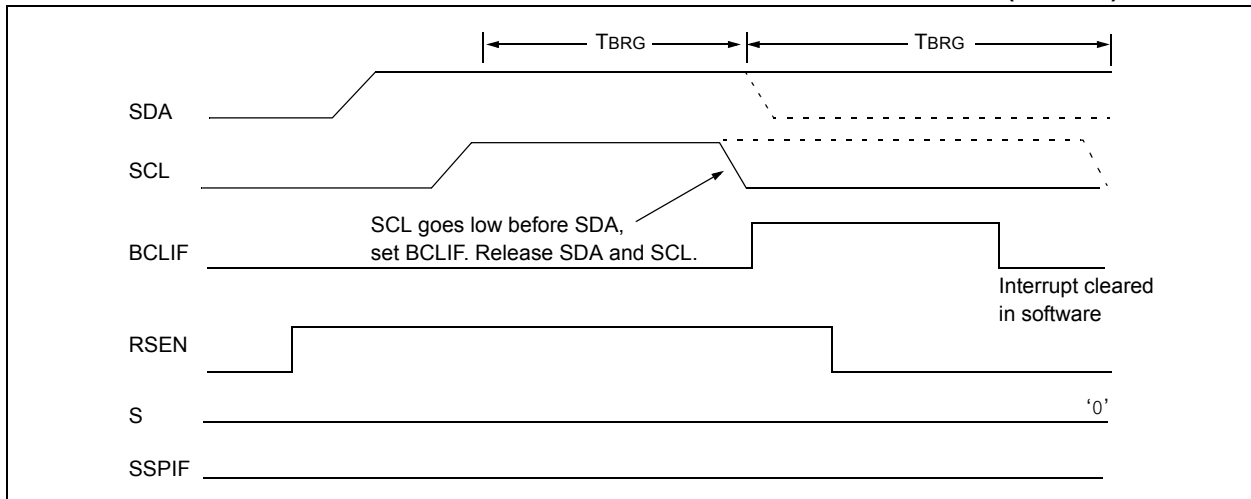 TBRG
TBRG
SDA
SCL
SCL goes low before SDA,
set BCLIF. Release SDA and SCL.
BCLIF
Interrupt cleared
in software
RSEN
S
‘0’
SSPIF